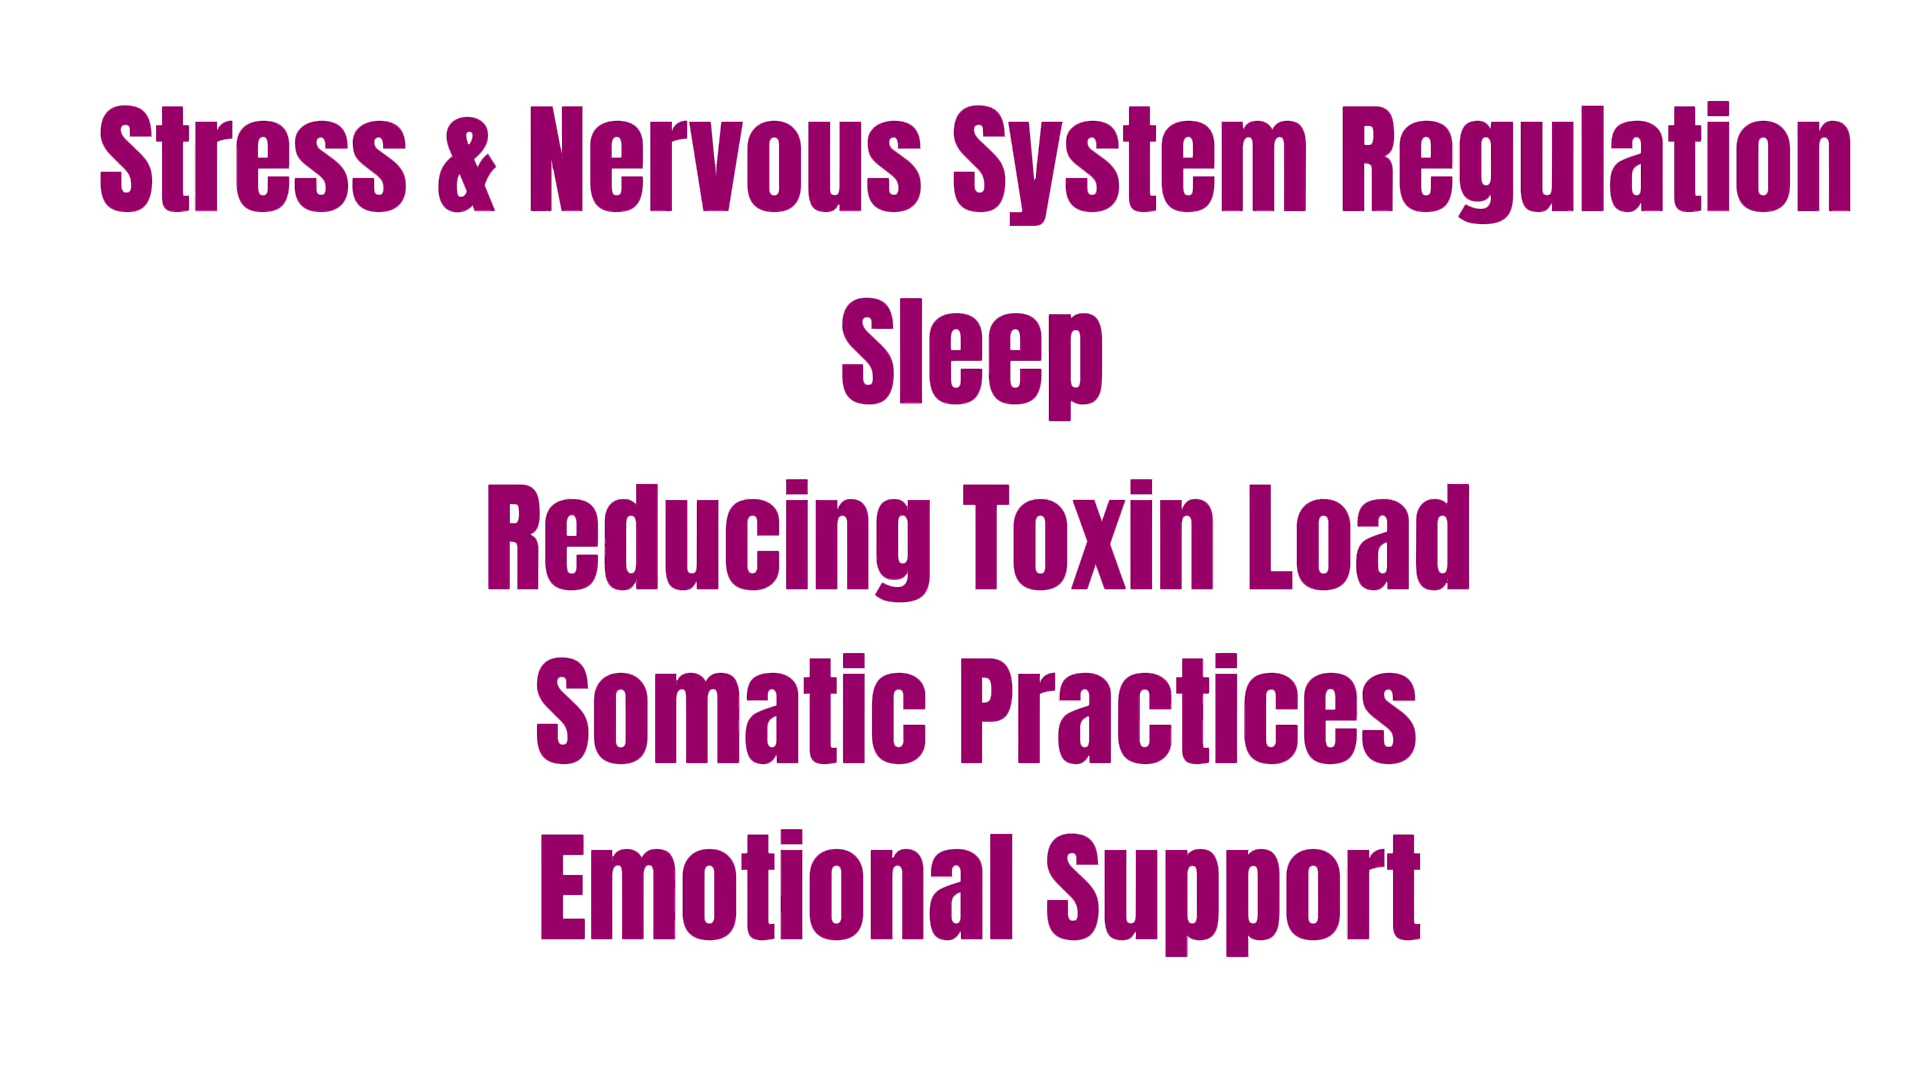 Stress & Nervous System Regulation
Sleep
Reducing Toxin Load
Somatic Practices
Emotional Support